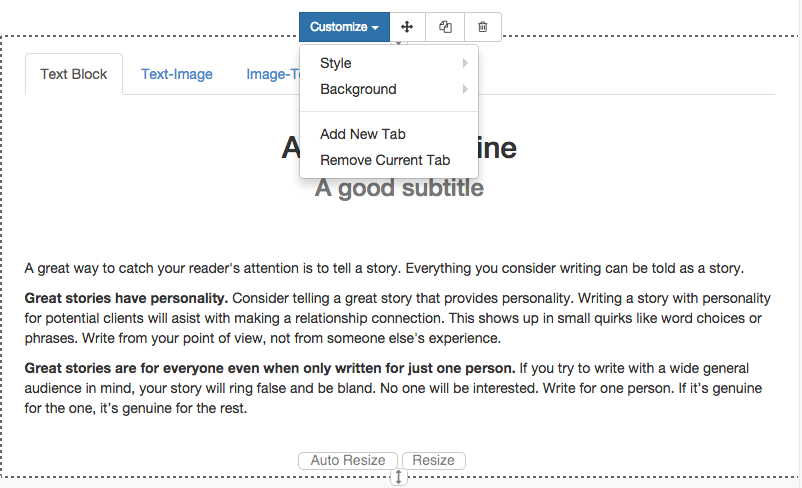 Customize
Style
Background
Add New Tab
Remove Current Tab
Text Block Text-Image
A good subtitle
A great way to catch your reader's attention is to tell a story. Everything you consider writing can be told as a story.
Great stories have personality. Consider telling a great story that provides personality. Writing a story with personality
for potential clients will asist with making a relationship connection. This shows up in small quirks like word choices or
phrases. Write from your point of view, not from someone else's experience.
Great stories are for everyone even when only written for just one person. If you try to write with a wide general
audience in mind, your story will ring false and be bland. No one will be interested. Write for one person. If it's genuine
for the one, it's genuine for the rest.
Auto Resize Resize